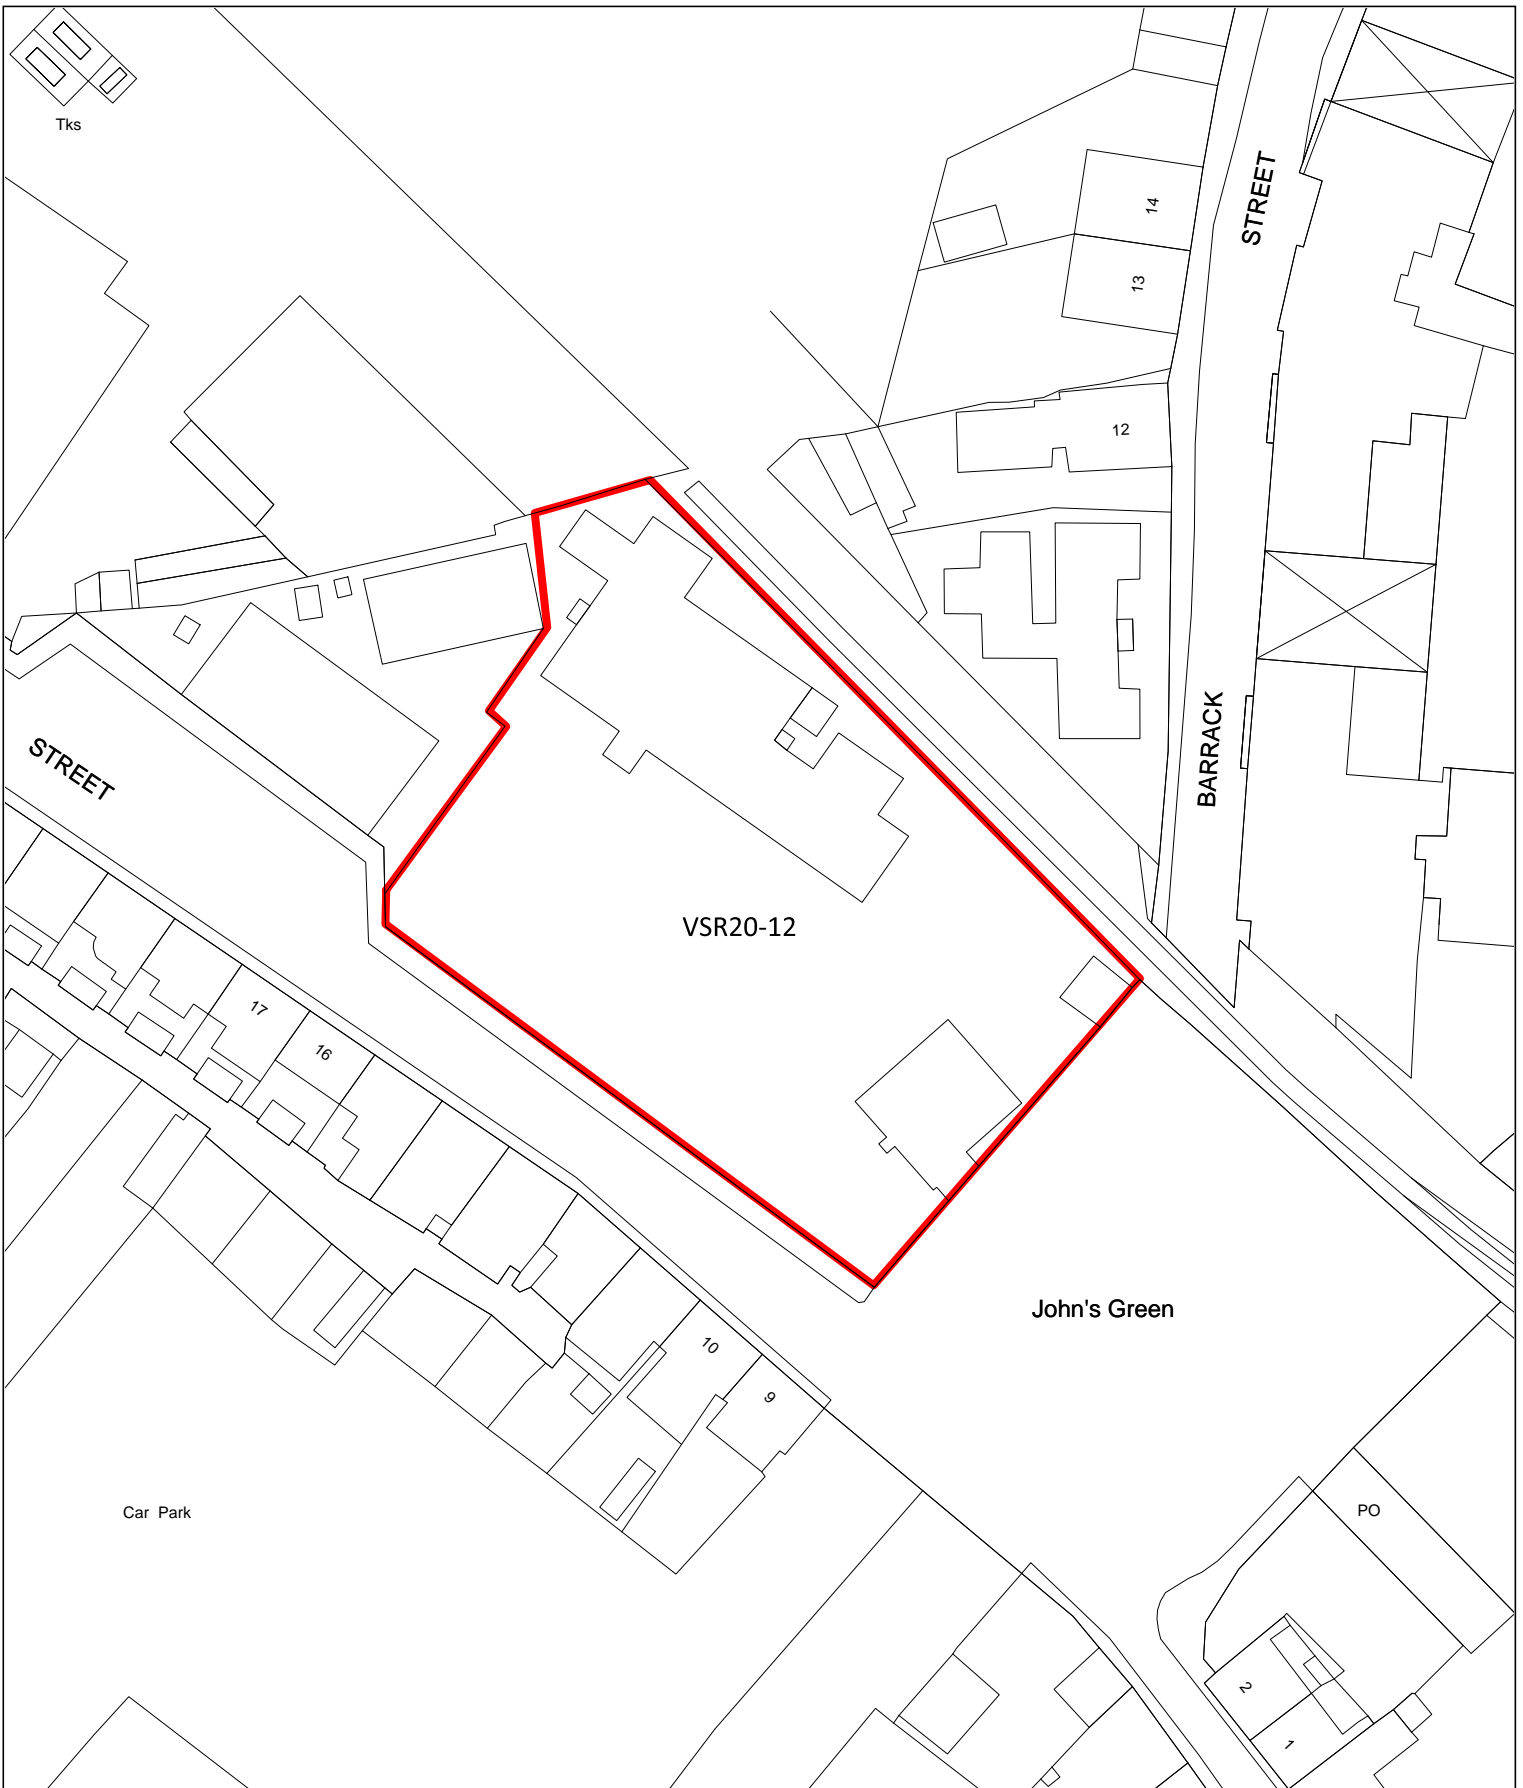 Tks
STREET
14
13
12
STREET
BARRACK
VSR20-12
17
16
John's Green
10
9
Car Park
PO
2
1